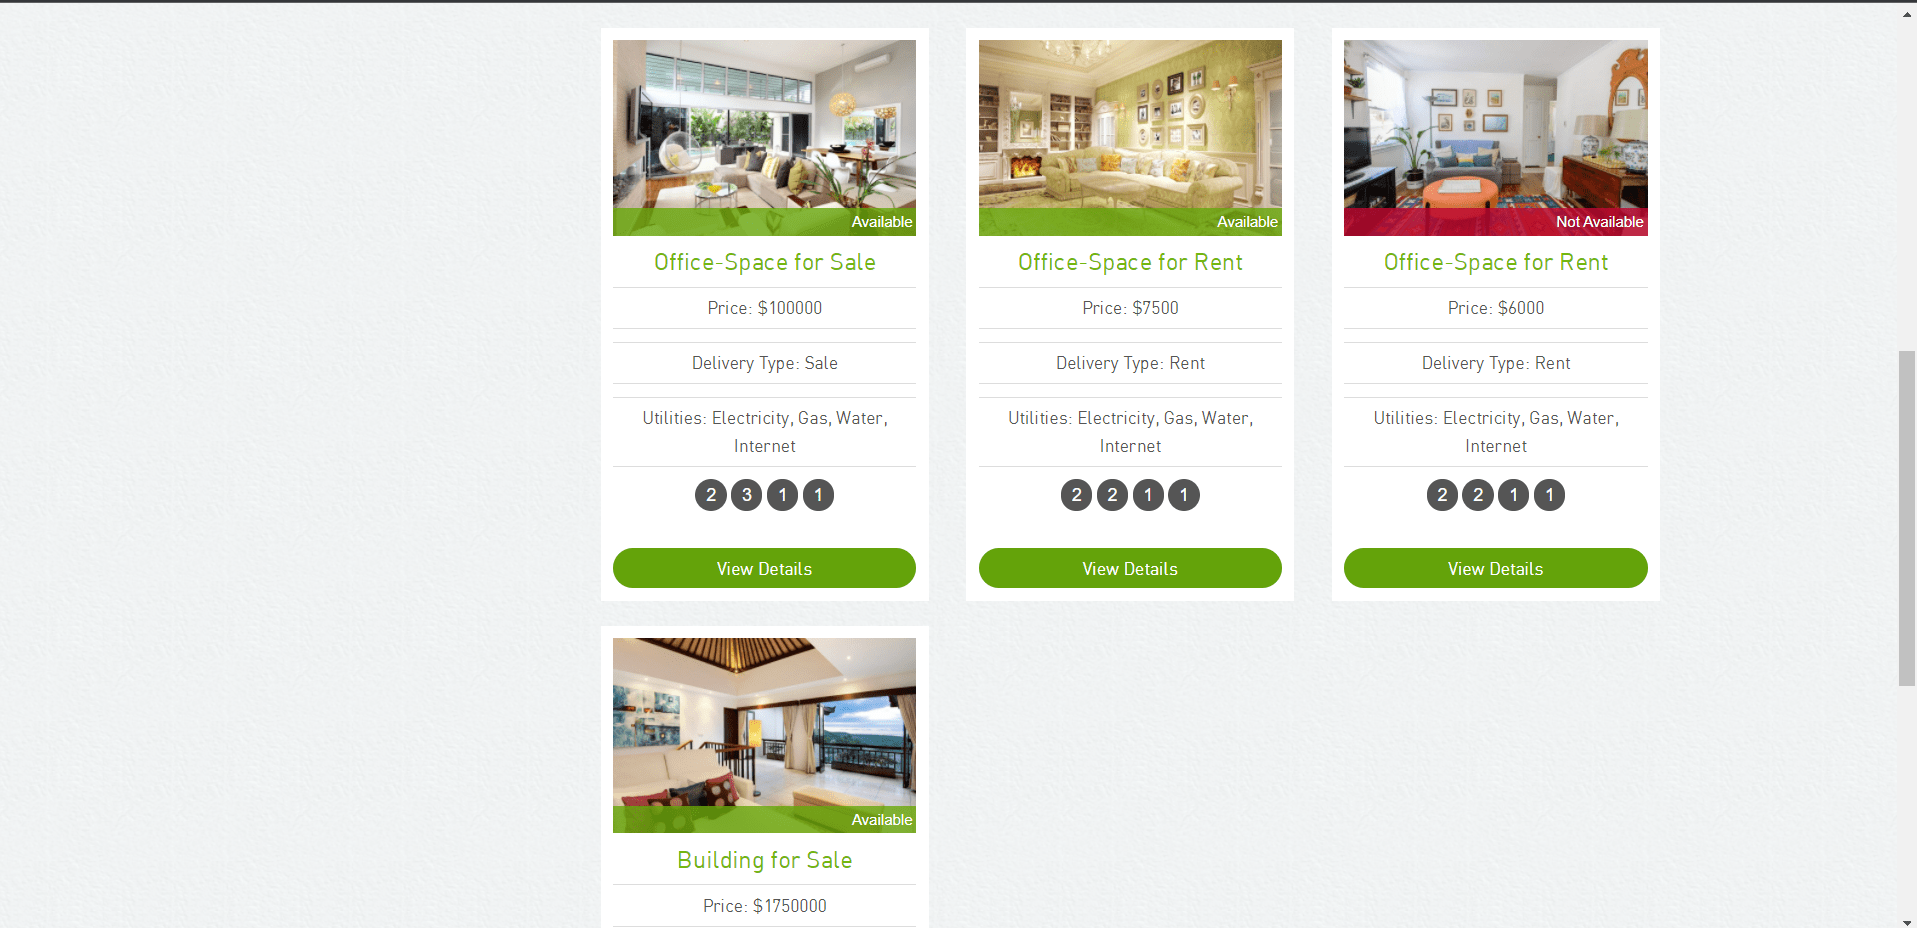 Available
Office-Space for Sale
Price: $100000
Delivery Type: Sale
Utilities: Electricity, Gas, Water,
Internet
2 3 1 1
View Details
Available
Office-Space for Rent
Price: $7500
Delivery Type: Rent
Utilities: Electricity, Gas, Water,
Internet
2 2 1 1
View Details
Not Available
Office-Space for Rent
Price: $6000
Delivery Type: Rent
Utilities: Electricity, Gas, Water,
Internet
2 2 1 1
View Details
Available
Building for Sale
Price: $1750000